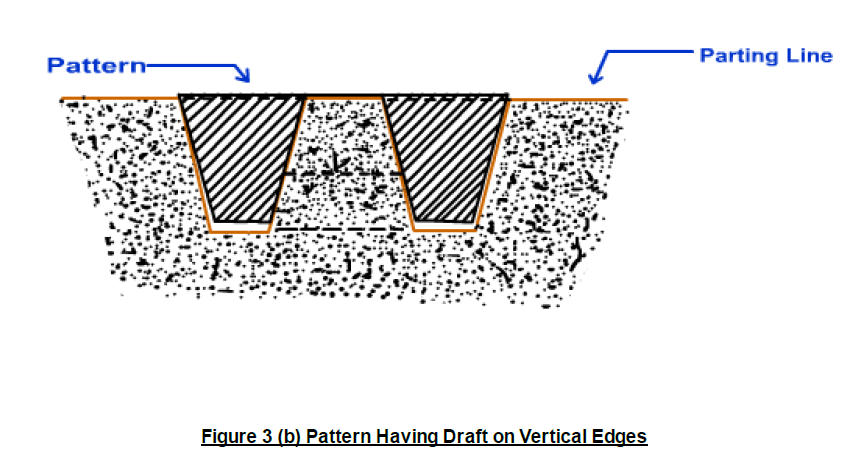 Pattern
Parting Line
Figure 3 (b) Pattern Having Draft on Vertical Edges